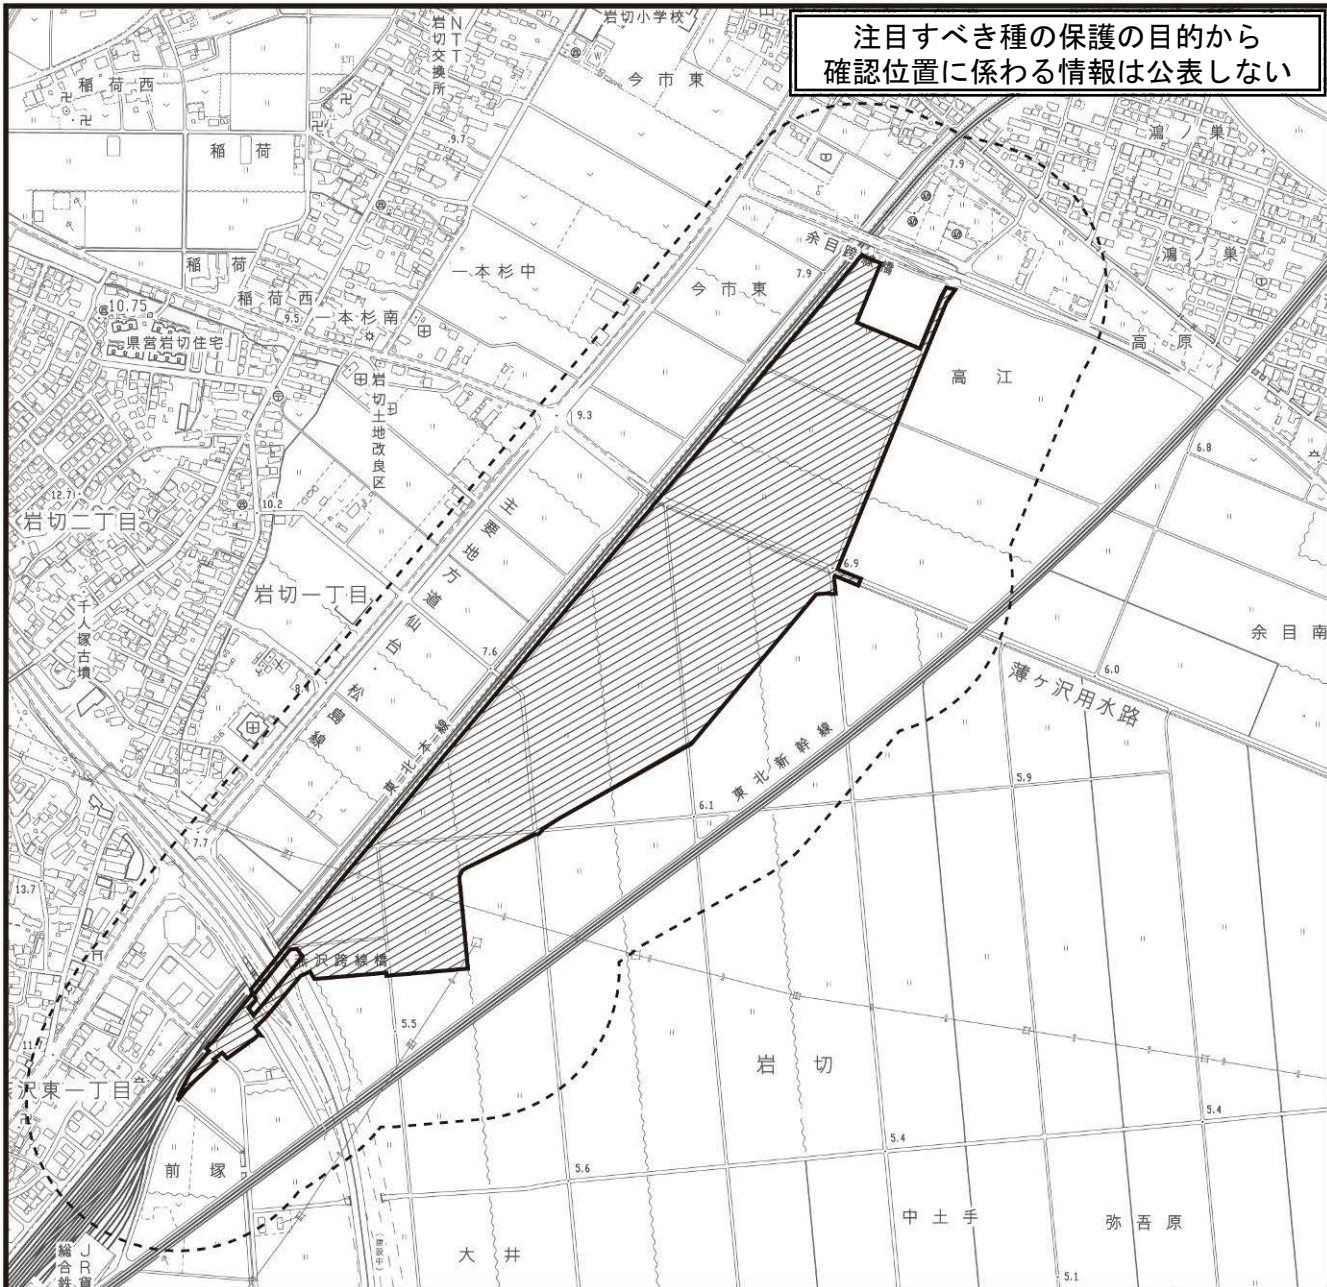 注目すべき種の保護の目的から
確認位置に係わる情報は公表しない
岩切小学校
NTT
岩切交換所
今市東
稲荷西
稲荷
9.7
鴻ノ巣
7.9
稲荷
一本杉中
余目跨線橋
7.9
鴻ノ巣
稲荷西
今市東
10.75
9.5
一本杉南
県営岩切住宅
高原
高江
岩切土地改良区
9.3
6.8
12.7
10.2
岩切二丁目
主要地方道仙台・松島線
6.9
岩切一丁目
千人塚古墳
余目南
7.6
6.0
薄ヶ沢用水路
東北本線
東北新幹線
5.9
6.1
7.7
13.7
沢跨線橋
5.5
岩切
沢東一丁目
5.4
5.4
前塚
5.6
中土手
弥吾原
(建設中)
大井
JR貨
総合鉄
5.1